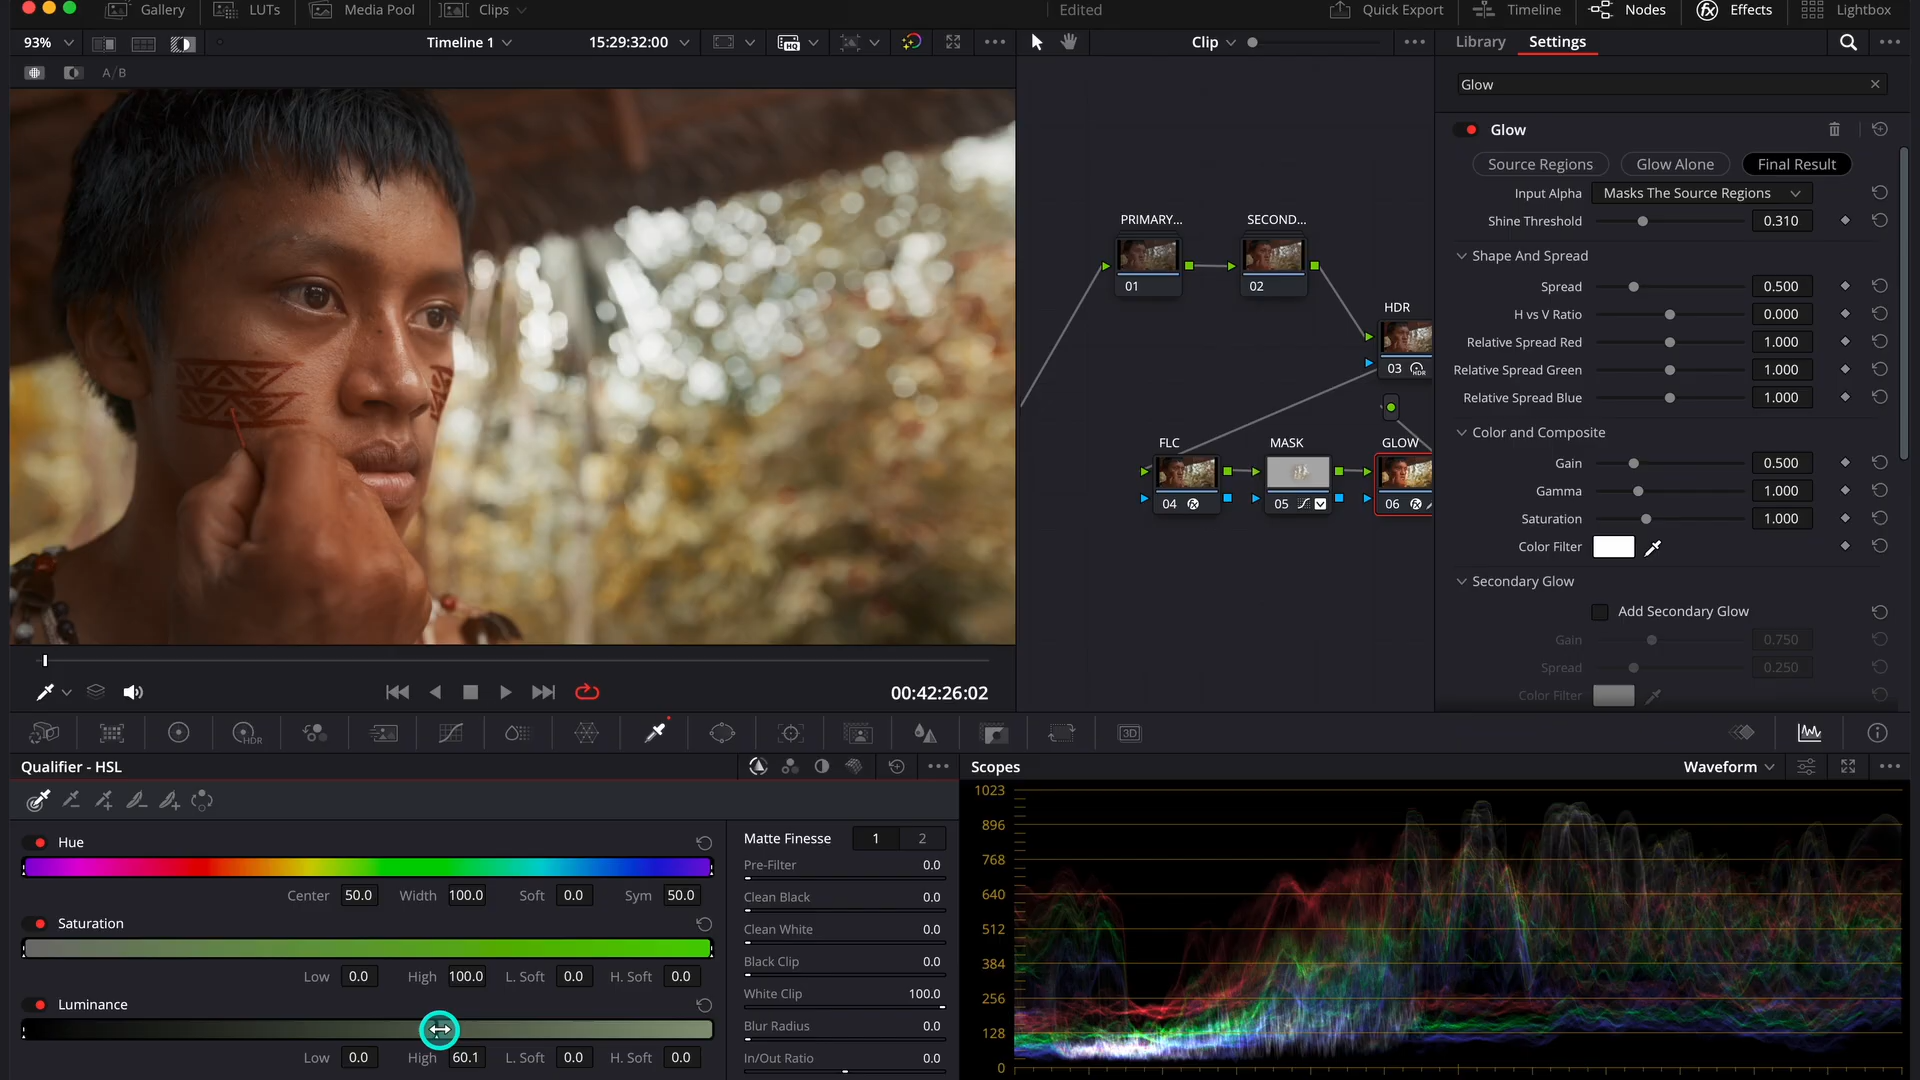 Gallery LUTs Media Pool Clips Edited Quick Export Timeline Nodes fx Effects Lightbox
93% Timeline 1 15:29:32:00 HQ Clip Library Settings
A/B
Glow
Glow
Source Regions Glow Alone Final Result
Input Alpha Masks The Source Regions
Shine Threshold 0.310
Shape And Spread
Spread 0.500
H vs V Ratio 0.000
Relative Spread Red 1.000
Relative Spread Green 1.000
Relative Spread Blue 1.000
Color and Composite
Gain 0.500
Gamma 1.000
Saturation 1.000
Color Filter
Secondary Glow
Add Secondary Glow
Gain 0.750
Spread 0.250
Color Filter
PRIMARY... SECOND...
01 02
HDR
03 HDR
FLC MASK GLOW
04 fx 05 06 fx
00:42:26:02
HDR 3D
Qualifier - HSL
Hue
Center 50.0 Width 100.0 Soft 0.0 Sym 50.0
Saturation
Low 0.0 High 100.0 L. Soft 0.0 H. Soft 0.0
Luminance
Low 0.0 High 60.1 L. Soft 0.0 H. Soft 0.0
Matte Finesse 1 2
Pre-Filter 0.0
Clean Black 0.0
Clean White 0.0
Black Clip 0.0
White Clip 100.0
Blur Radius 0.0
In/Out Ratio 0.0
Scopes Waveform
1023
896
768
640
512
384
256
128
0